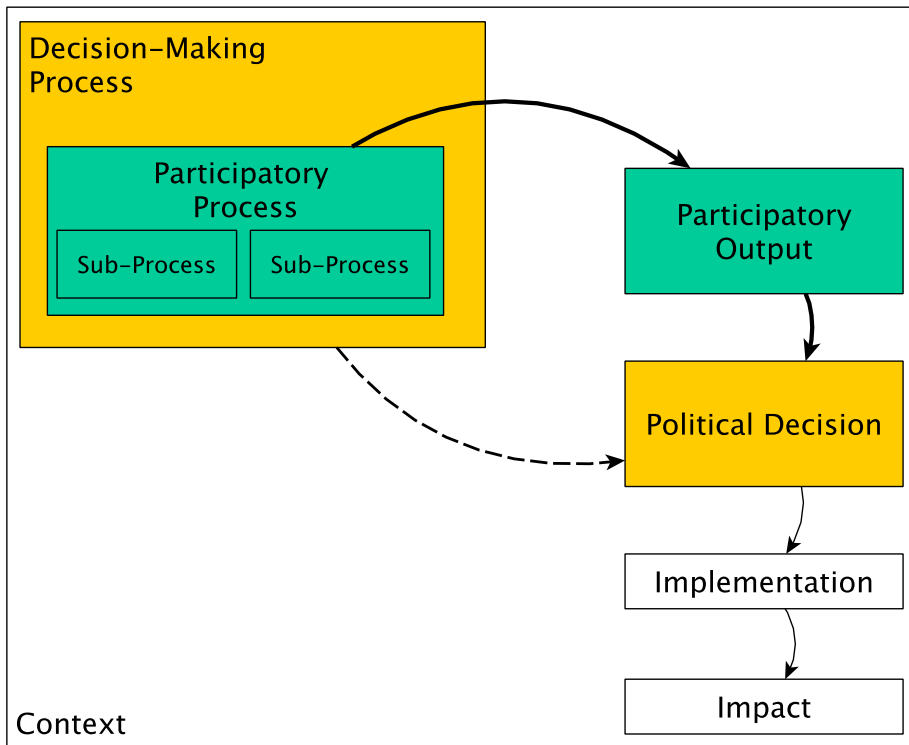 Decision-Making
Process
Participatory
Process
Sub-Process
Sub-Process
Participatory
Output
Political Decision
Implementation
Impact
Context